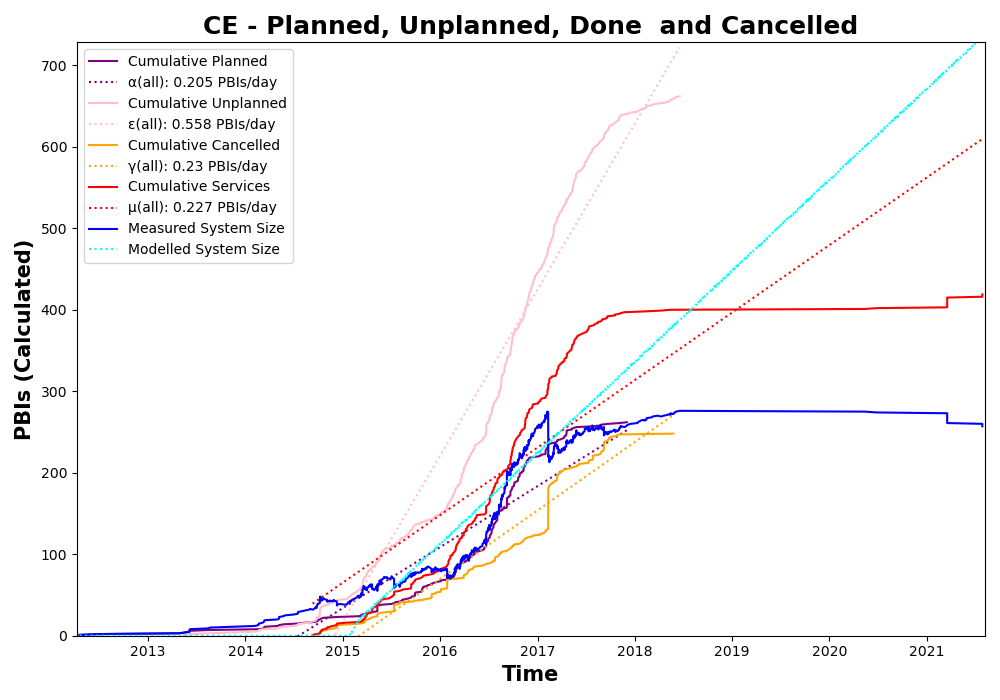 CE - Planned, Unplanned, Done  and Cancelled
PBIs (Calculated)
700
600
500
400
300
200
100
0
Cumulative Planned
α(all): 0.205 PBIs/day
Cumulative Unplanned
ε(all): 0.558 PBIs/day
Cumulative Cancelled
γ(all): 0.23 PBIs/day
Cumulative Services
μ(all): 0.227 PBIs/day
Measured System Size
Modelled System Size
2013 2014 2015 2016 2017 2018 2019 2020 2021
Time